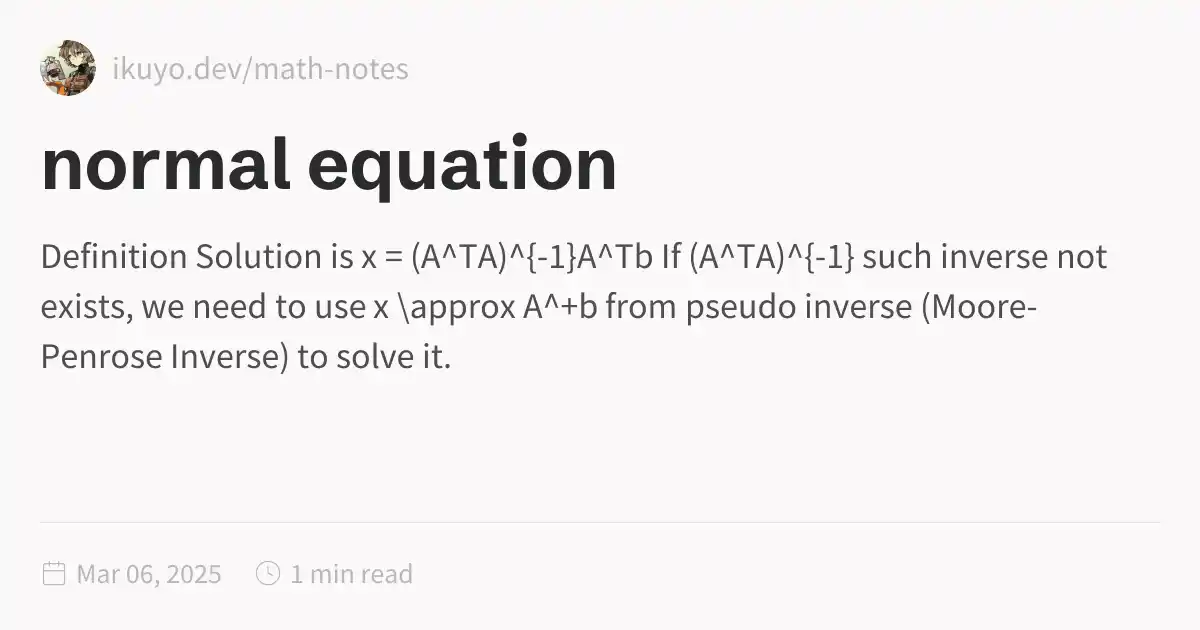 ikuyo.dev/math-notes
normal equation
Definition Solution is x = (A^TA)^{-1}A^Tb If (A^TA)^{-1} such inverse not
exists, we need to use x \approx A^+b from pseudo inverse (Moore-
Penrose Inverse) to solve it.
Mar 06, 2025 1 min read